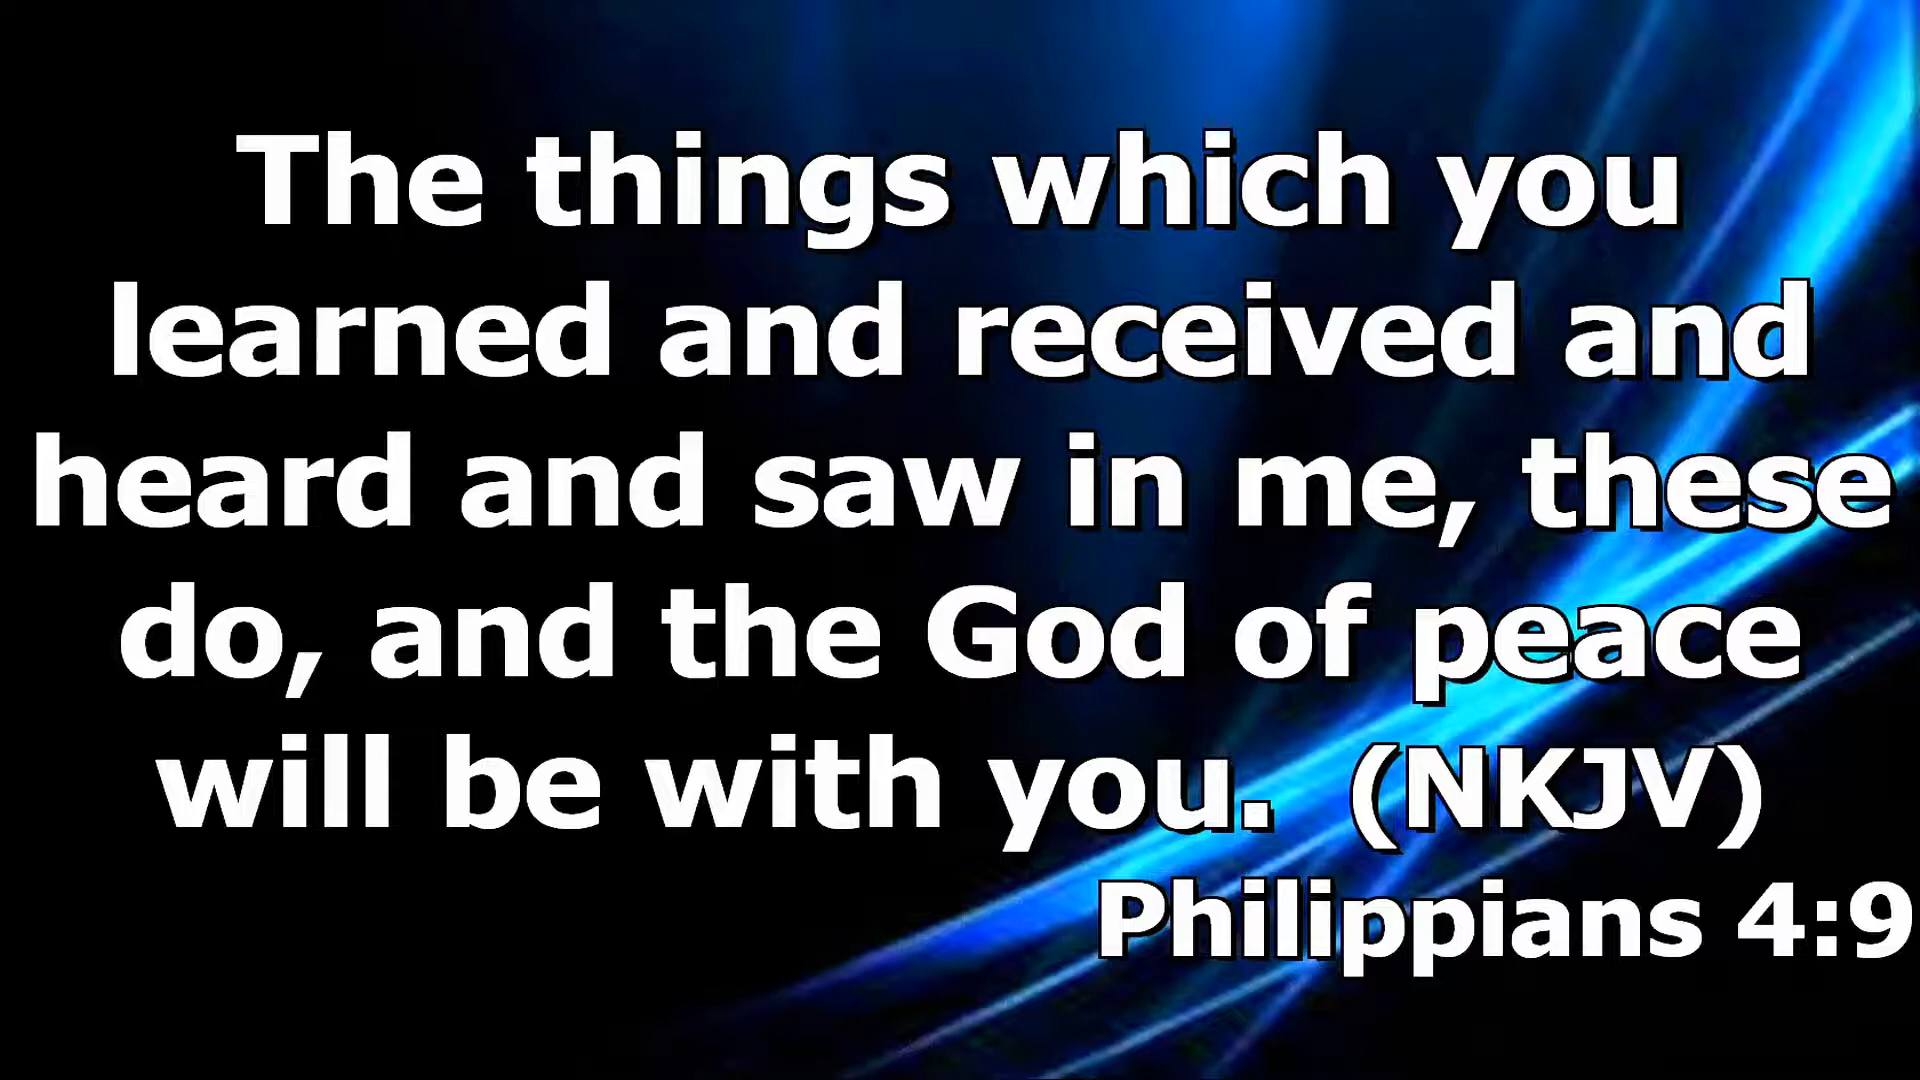 The things which you
learned and received and
heard and saw in me, these
do, and the God of peace
will be with you.  (NKJV)
Philippians 4:9